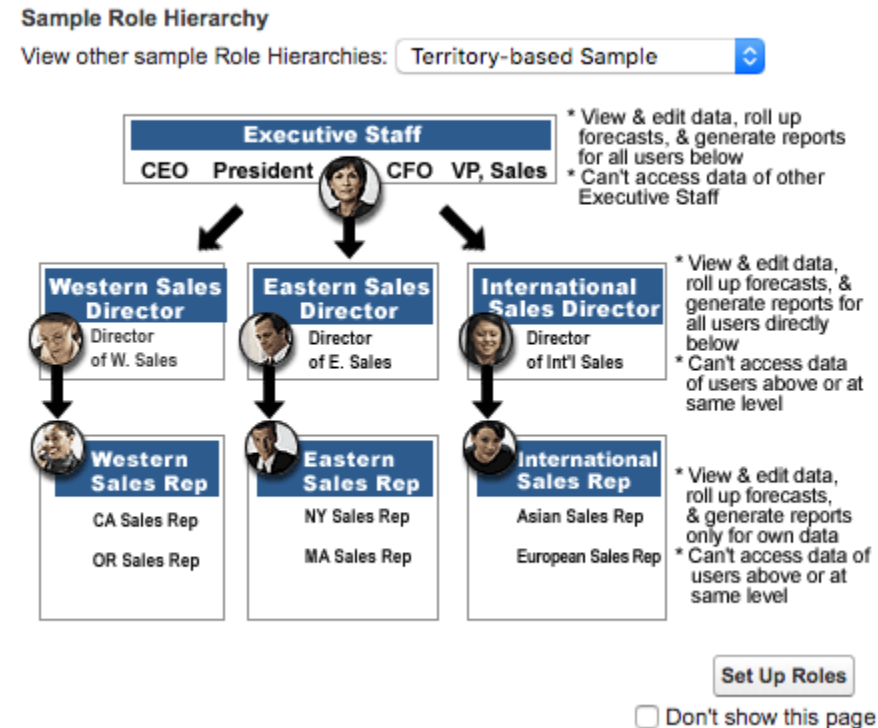 Sample Role Hierarchy
View other sample Role Hierarchies: Territory-based Sample
Executive Staff
CEO President CFO VP, Sales
* View & edit data, roll up
forecasts, & generate reports
for all users below
* Can't access data of other
Executive Staff
Western Sales
Director
Director
of W. Sales
Eastern Sales
Director
Director
of E. Sales
International
Sales Director
Director
of Int'l Sales
* View & edit data,
roll up forecasts, &
generate reports for
all users directly
below
* Can't access data
of users above or at
same level
Western
Sales Rep
CA Sales Rep
OR Sales Rep
Eastern
Sales Rep
NY Sales Rep
MA Sales Rep
International
Sales Rep
Asian Sales Rep
European Sales Rep
* View & edit data,
roll up forecasts,
& generate reports
only for own data
* Can't access data of
users above or at
same level
Set Up Roles
Don't show this page